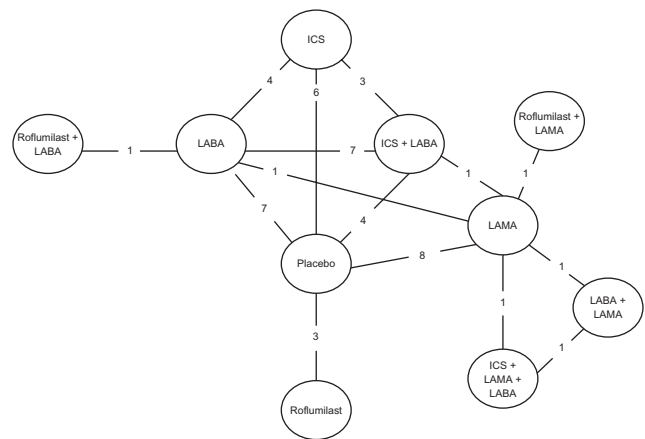 ICS
4
3
6
Roflumilast +
LABA
1
LABA
7
ICS + LABA
Roflumilast +
LAMA
1
1
1
7
4
LAMA
Placebo
8
1
1
LABA +
LAMA
3
1
ICS +
LAMA +
LABA
Roflumilast